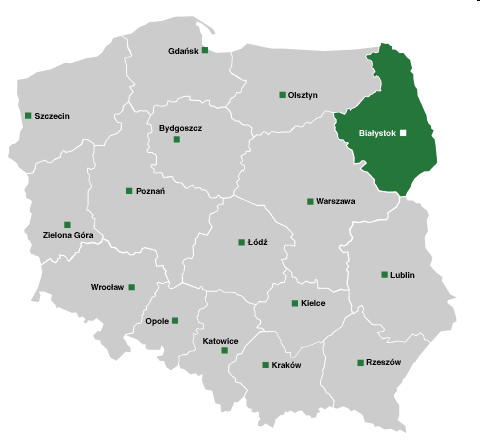 Gdańsk
Olsztyn
Szczecin
Bydgoszcz
Białystok
Poznań
Warszawa
Zielona Góra
Łódź
Lublin
Wrocław
Kielce
Opole
Katowice
Kraków
Rzeszów